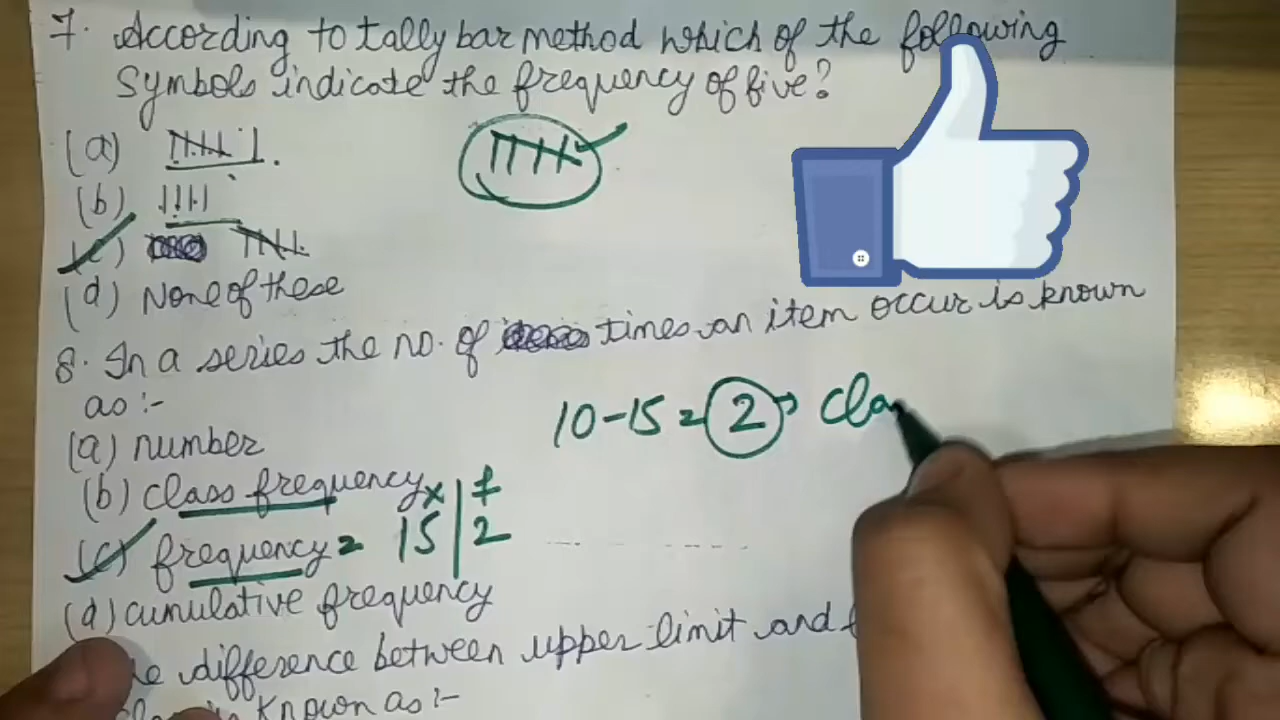 7. According to tally bar method which of the following
Symbols indicate the frequency of five?
(a)
(b) ||||
(c)
(d) None of these
8. In a series the no. of times an item occur is known
as :-
10-15 = 2 → Cla
(a) number
(b) class frequency
x | f
(c) frequency = 15 | 2
(d) cumulative frequency
difference between upper limit and
known as :-